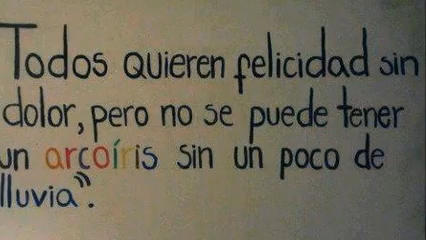 Todos quieren felicidad sin
dolor, pero no se puede tener
un arcoíris sin un poco de
lluvia".